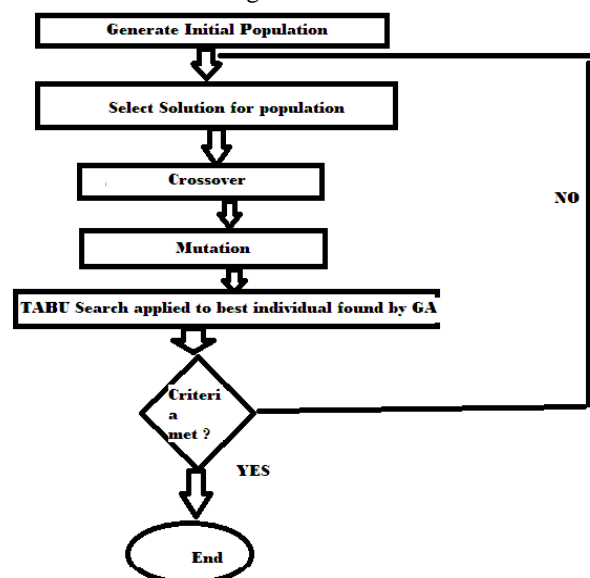 Generate Initial Population
Select Solution for population
Crossover
NO
Mutation
TABU Search applied to best individual found by GA
Criteri
a
met ?
YES
End